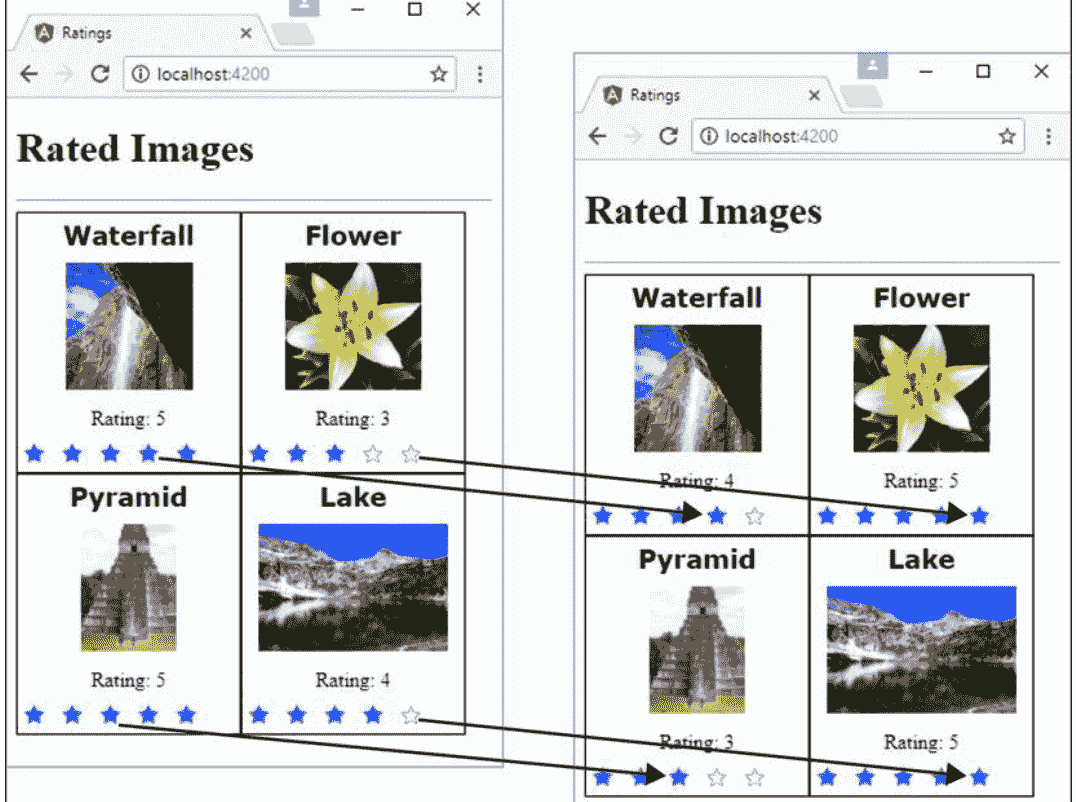 Ratings
localhost:4200
Rated Images
Waterfall
Flower
Rating: 5
Rating: 3
Pyramid
Lake
Rating: 5
Rating: 4
Ratings
localhost:4200
Rated Images
Waterfall
Flower
Rating: 4
Rating: 5
Pyramid
Lake
Rating: 3
Rating: 5